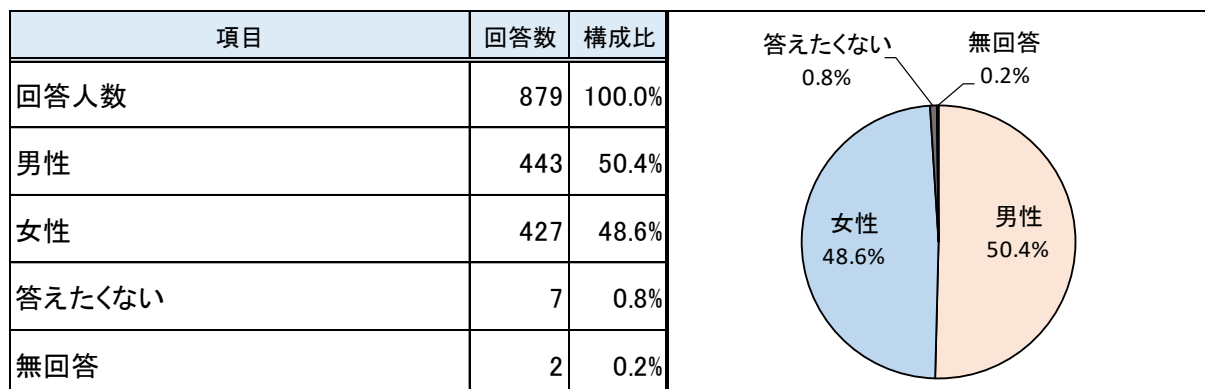 項目 回答数 構成比
回答人数 879 100.0%
男性 443 50.4%
女性 427 48.6%
答えたくない 7 0.8%
無回答 2 0.2%
答えたくない
0.8%
無回答
0.2%
女性
48.6%
男性
50.4%